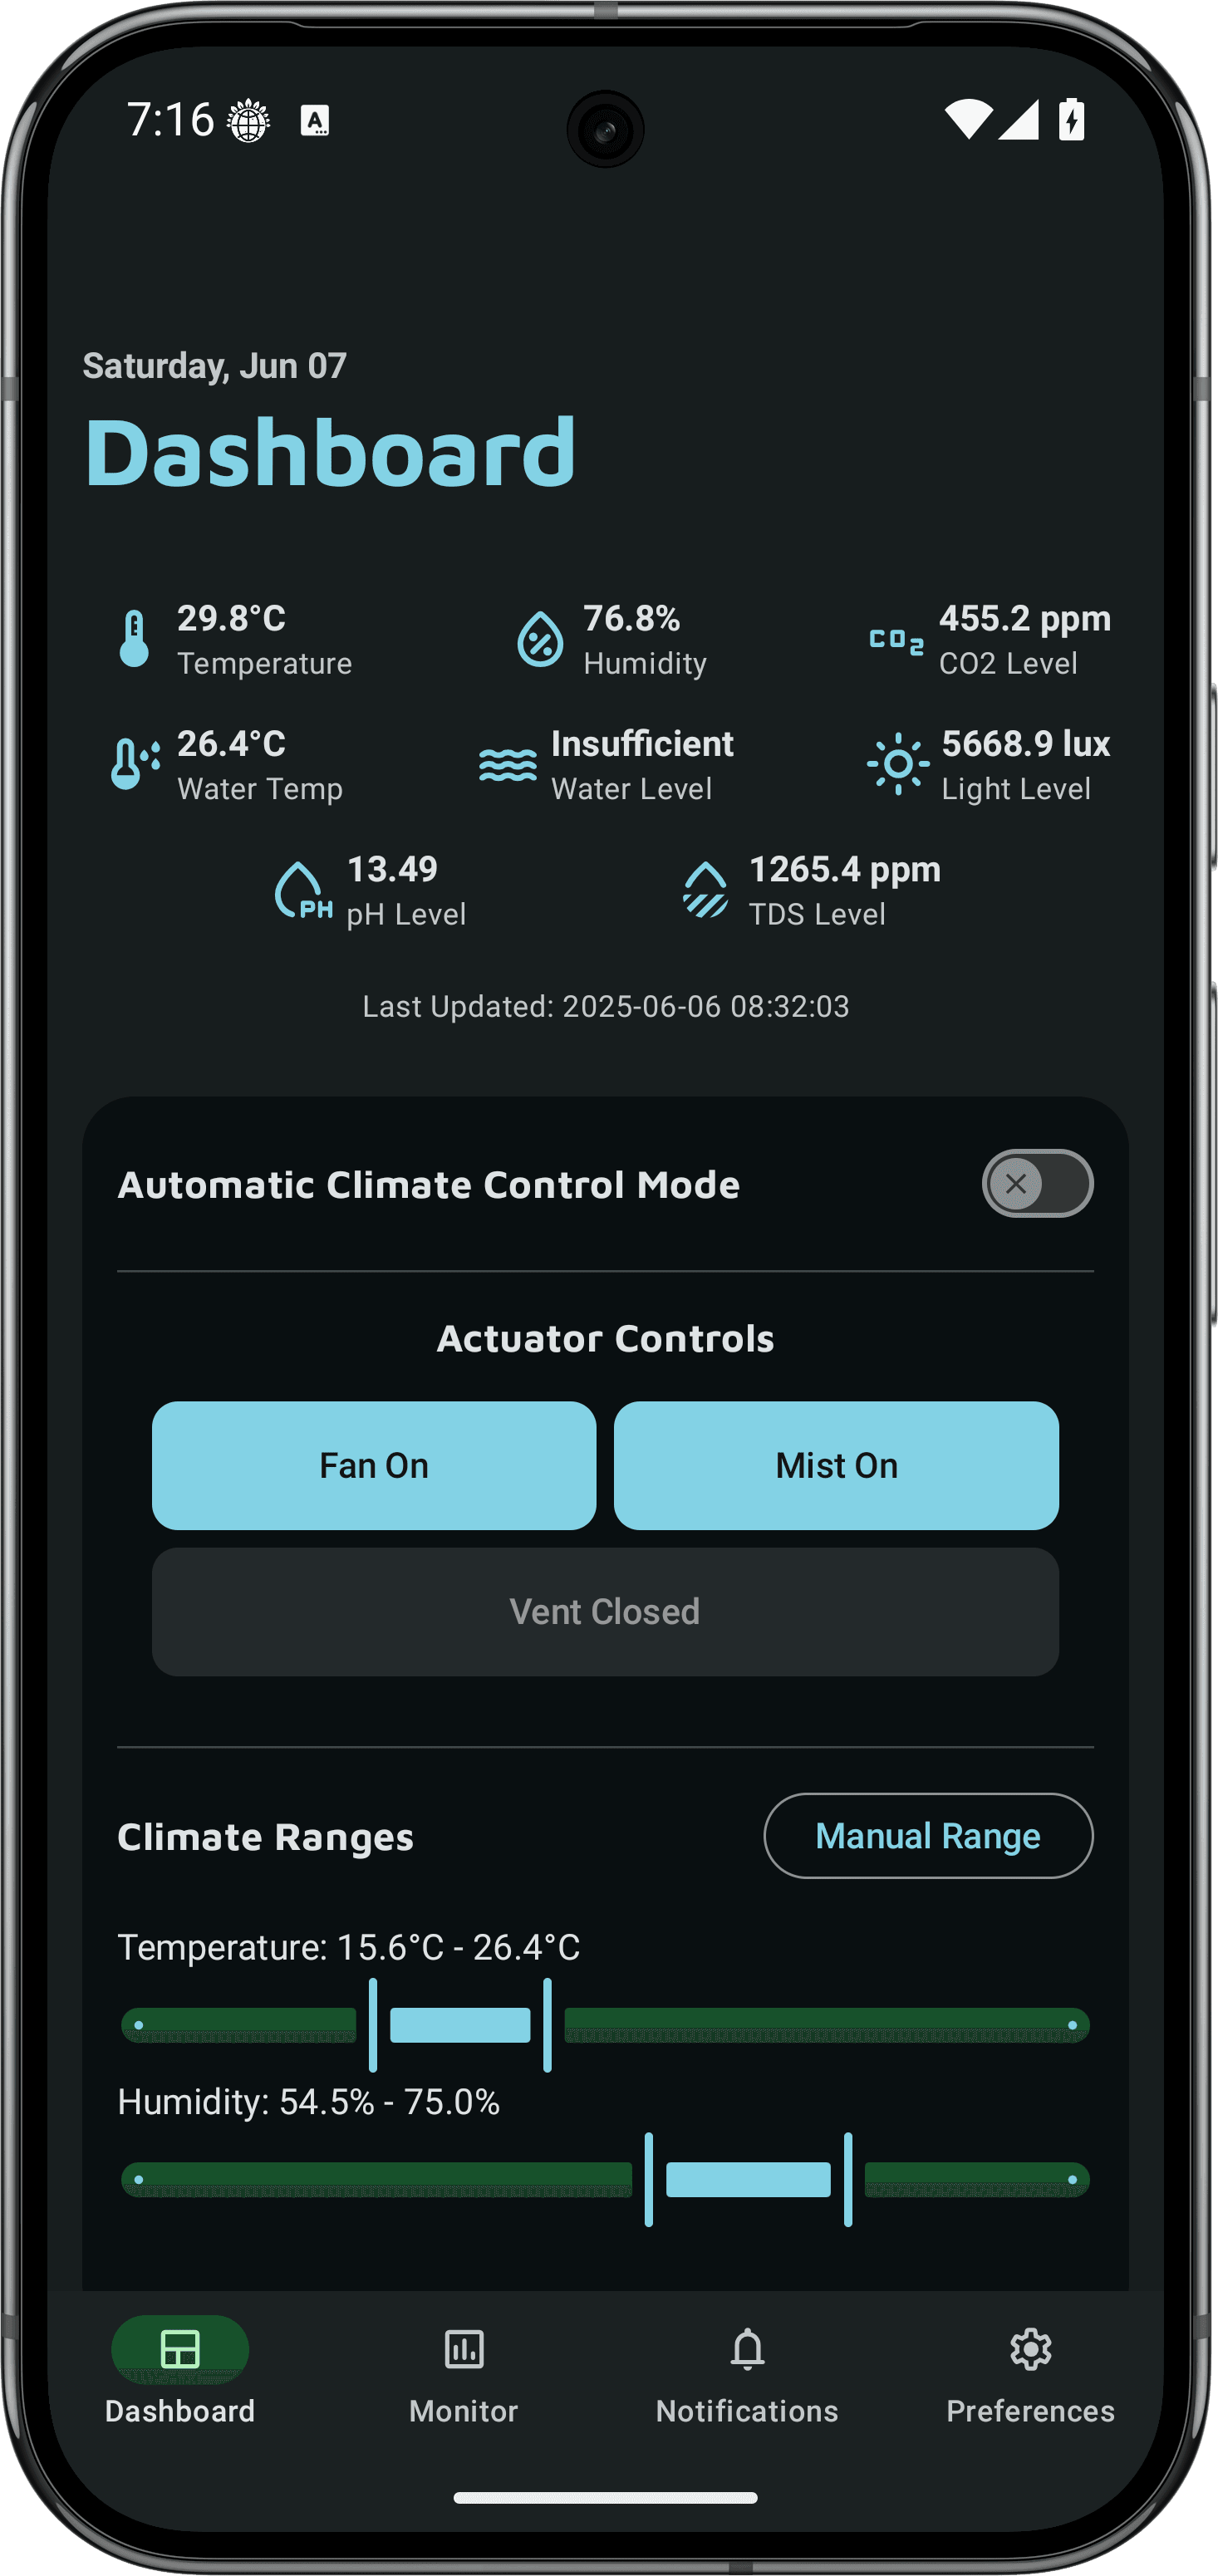 7:16
Saturday, Jun 07
Dashboard
29.8°C
Temperature
76.8%
Humidity
CO2
455.2 ppm
CO2 Level
26.4°C
Water Temp
Insufficient
Water Level
5668.9 lux
Light Level
PH
13.49
pH Level
1265.4 ppm
TDS Level
Last Updated: 2025-06-06 08:32:03
Automatic Climate Control Mode
Actuator Controls
Fan On
Mist On
Vent Closed
Climate Ranges
Manual Range
Temperature: 15.6°C - 26.4°C
Humidity: 54.5% - 75.0%
Dashboard
Monitor
Notifications
Preferences